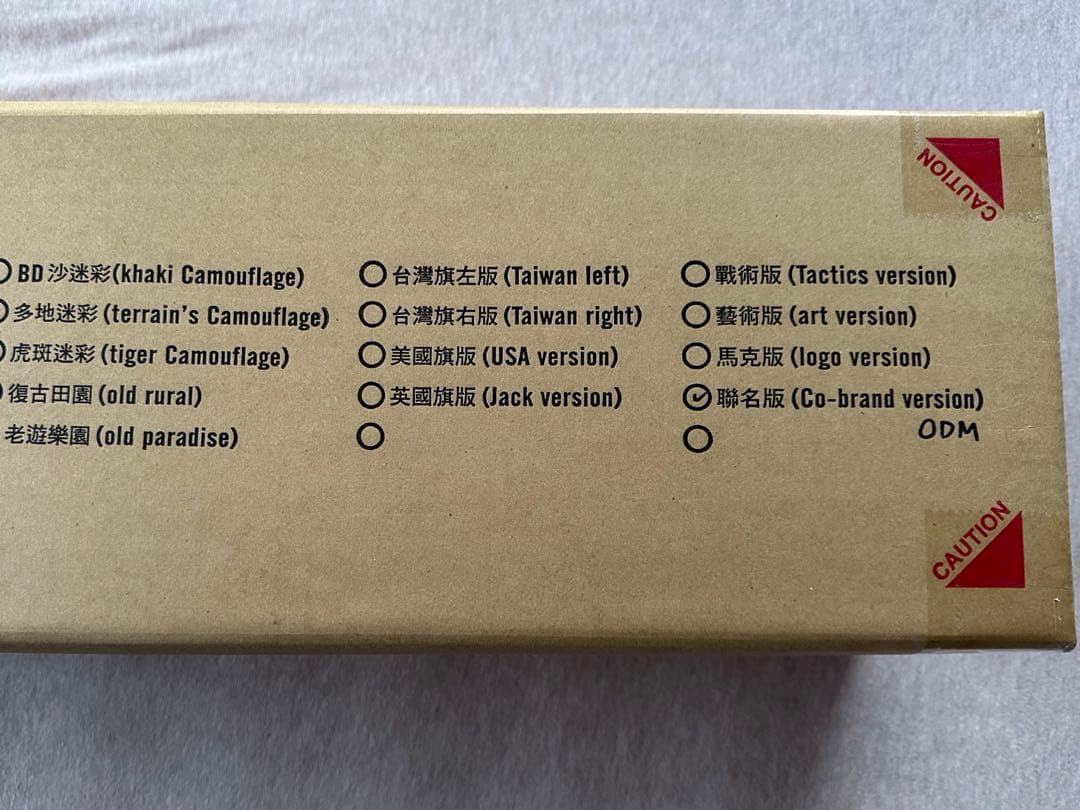 BD 沙迷彩 (khaki Camouflage)
多地迷彩 (terrain's Camouflage)
虎斑迷彩 (tiger Camouflage)
復古田園 (old rural)
老遊樂園 (old paradise)
台灣旗左版 (Taiwan left)
台灣旗右版 (Taiwan right)
美國旗版 (USA version)
英國旗版 (Jack version)
戰術版 (Tactics version)
藝術版 (art version)
馬克版 (logo version)
聯名版 (Co-brand version)
ODM
CAUTION
CAUTION